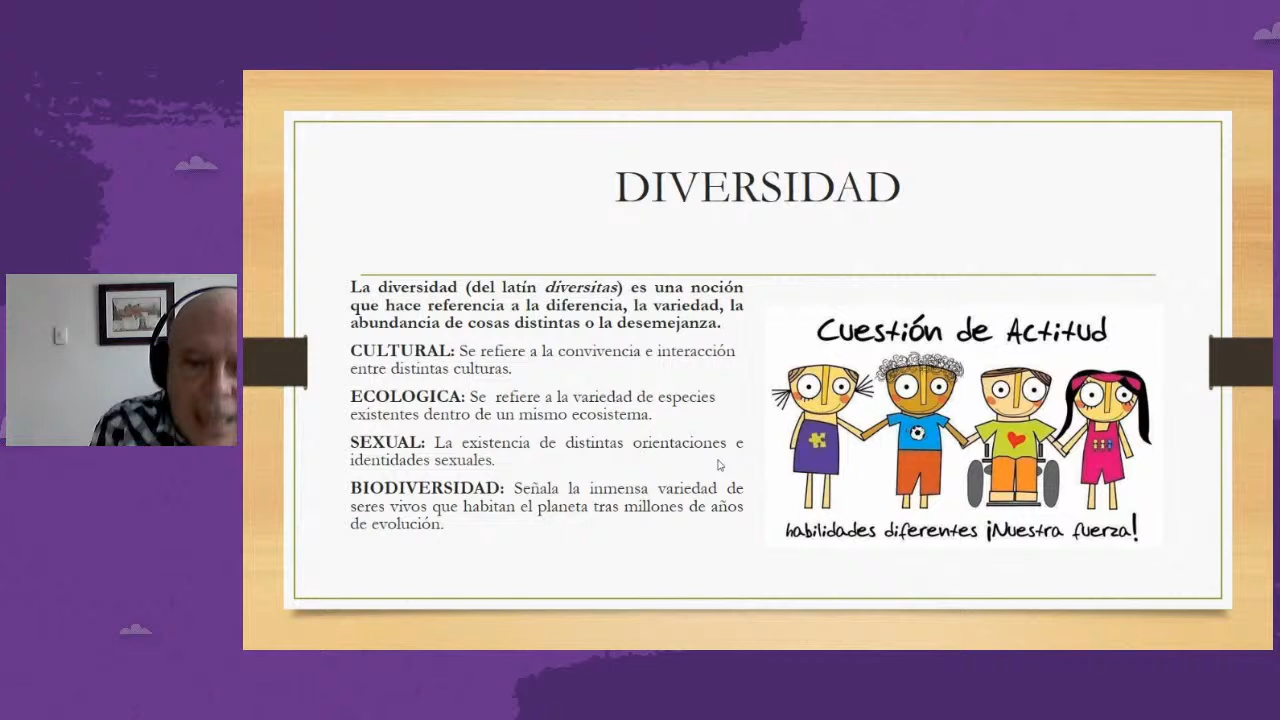 DIVERSIDAD
La diversidad (del latín diversitas) es una noción
que hace referencia a la diferencia, la variedad, la
abundancia de cosas distintas o la desemejanza.
CULTURAL: Se refiere a la convivencia e interacción
entre distintas culturas.
ECOLOGICA: Se refiere a la variedad de especies
existentes dentro de un mismo ecosistema.
SEXUAL: La existencia de distintas orientaciones e
identidades sexuales.
BIODIVERSIDAD: Señala la inmensa variedad de
seres vivos que habitan el planeta tras millones de años
de evolución.
Cuestión de Actitud
habilidades diferentes ¡Nuestra fuerza!